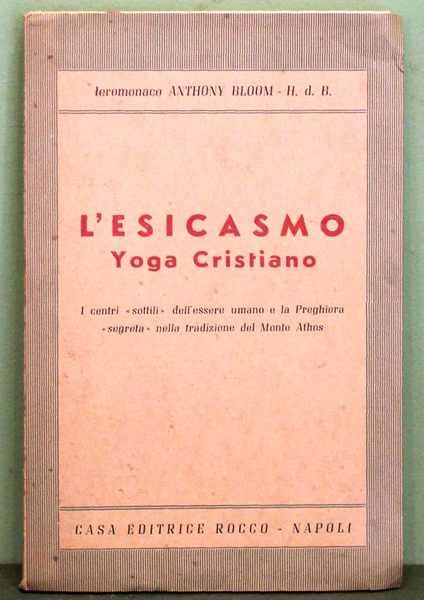 Ieromonaco ANTHONY BLOOM - H. d. B.
L'ESICASMO
Yoga Cristiano
I centri «sottili» dell'essere umano e la Preghiera
«segreta» nella tradizione del Monte Athos
CASA EDITRICE ROCCO - NAPOLI